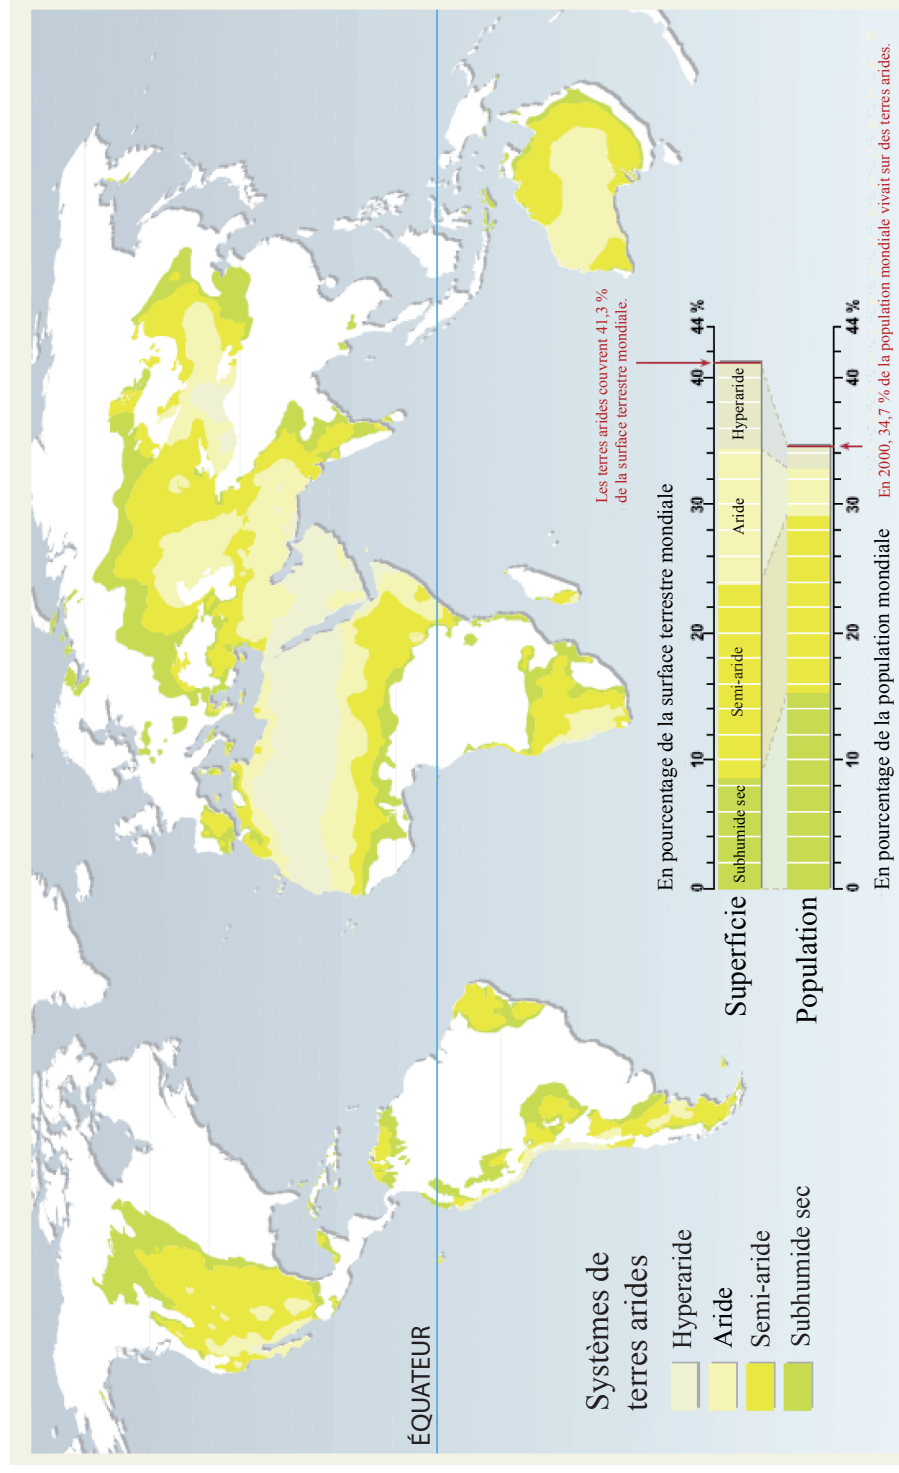 ÉQUATEUR
Systèmes de
terres arides
Hyperaride
Aride
Semi-aride
Subhumide sec
Les terres arides couvrent 41,3 %
de la surface terrestre mondiale.
En pourcentage de la surface terrestre mondiale
0 10 20 30 40 44 %
Superficie
Subhumide sec Semi-aride Aride Hyperaride
Population
0 10 20 30 40 44 %
En pourcentage de la population mondiale
En 2000, 34,7 % de la population mondiale vivait sur des terres arides.